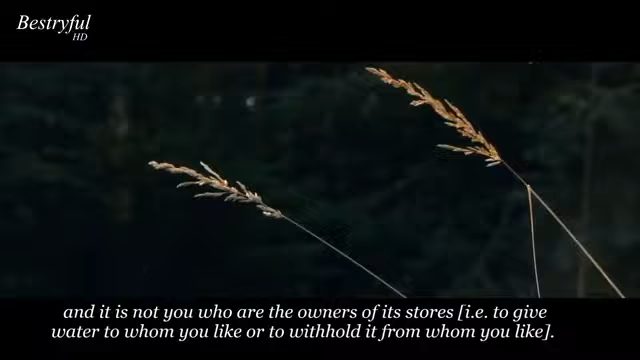 Bestryful
HD
and it is not you who are the owners of its stores [i.e. to give
water to whom you like or to withhold it from whom you like].